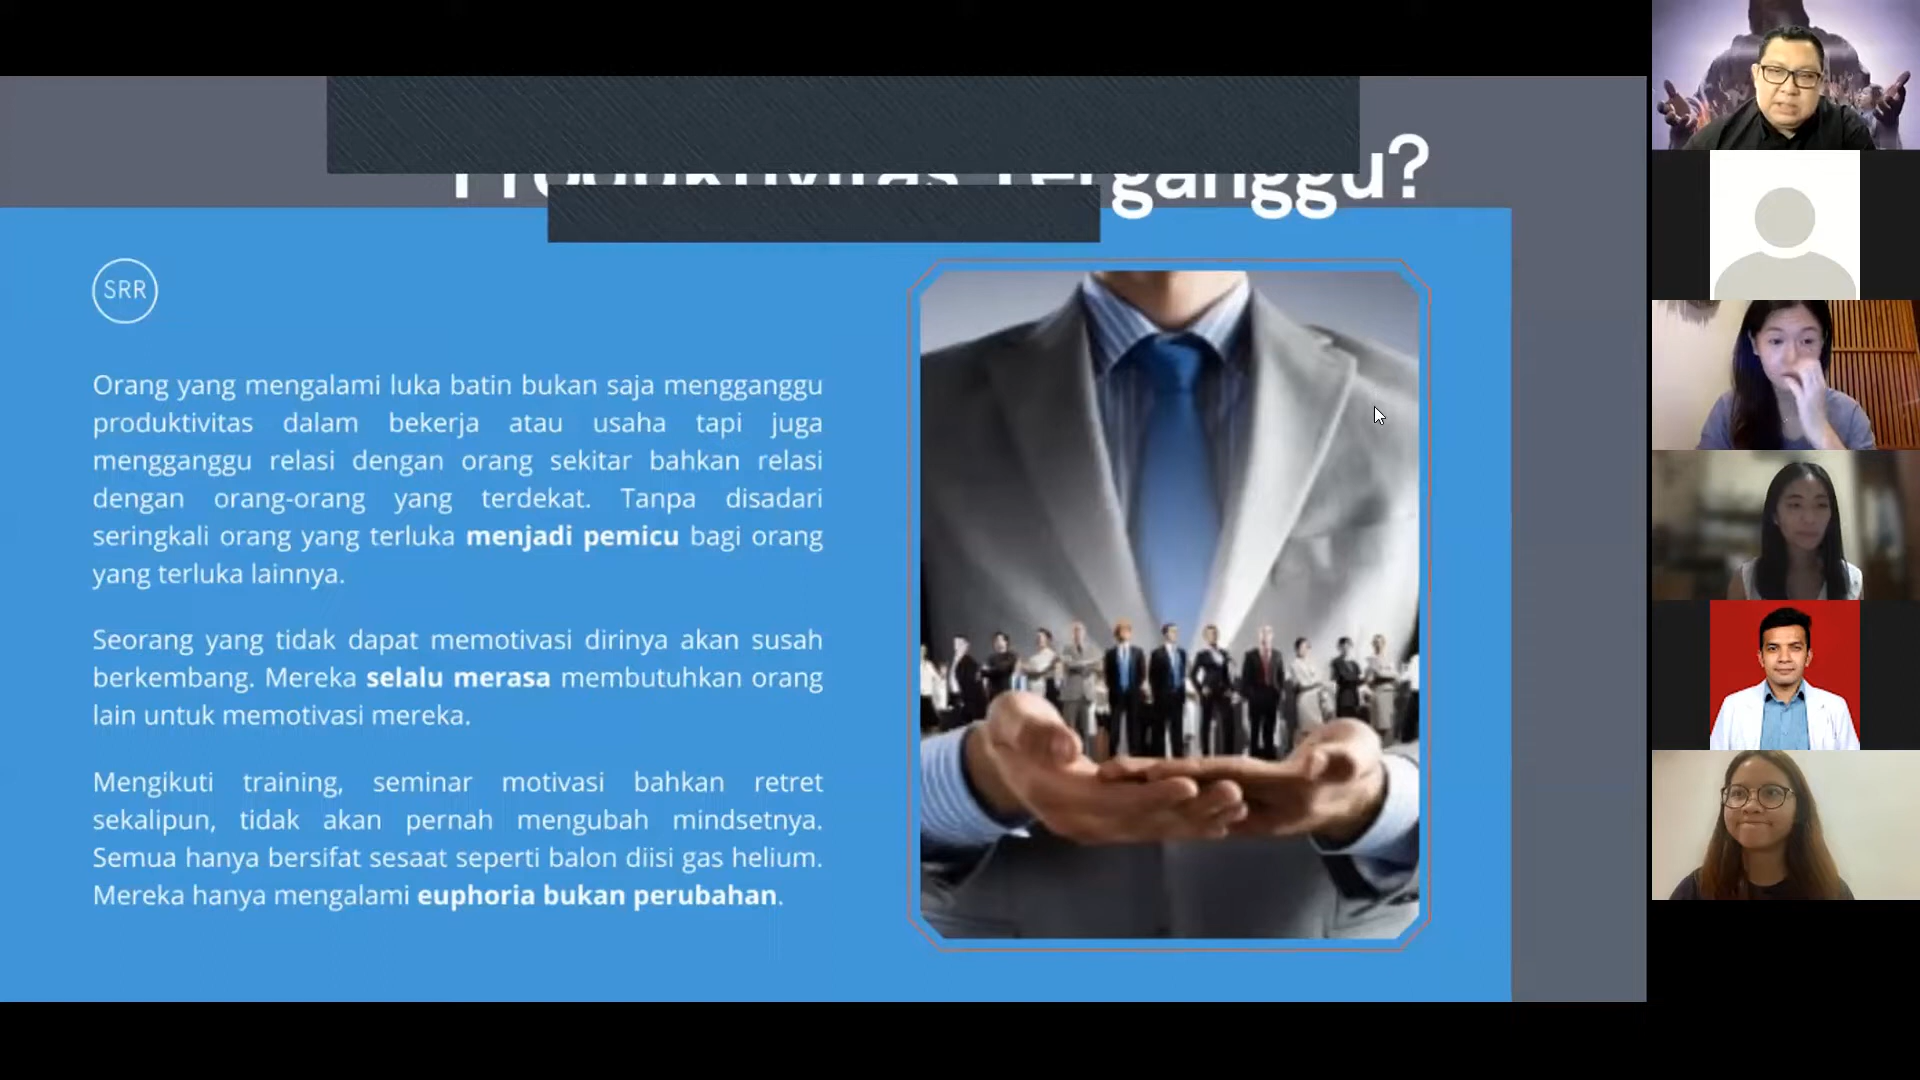 Produktivitas Terganggu?
SRR
Orang yang mengalami luka batin bukan saja mengganggu
produktivitas dalam bekerja atau usaha tapi juga
mengganggu relasi dengan orang sekitar bahkan relasi
dengan orang-orang yang terdekat. Tanpa disadari
seringkali orang yang terluka menjadi pemicu bagi orang
yang terluka lainnya.
Seorang yang tidak dapat memotivasi dirinya akan susah
berkembang. Mereka selalu merasa membutuhkan orang
lain untuk memotivasi mereka.
Mengikuti training, seminar motivasi bahkan retret
sekalipun, tidak akan pernah mengubah mindsetnya.
Semua hanya bersifat sesaat seperti balon diisi gas helium.
Mereka hanya mengalami euphoria bukan perubahan.